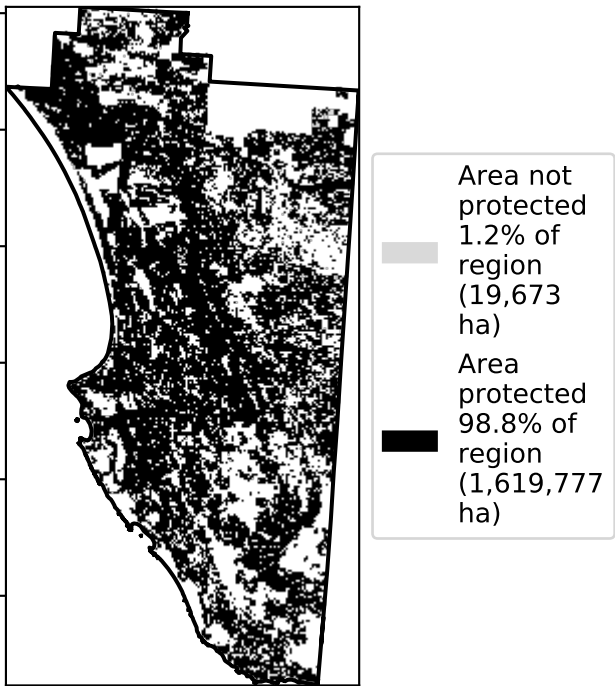 Area not
protected
1.2% of
region
(19,673
ha)
Area
protected
98.8% of
region
(1,619,777
ha)